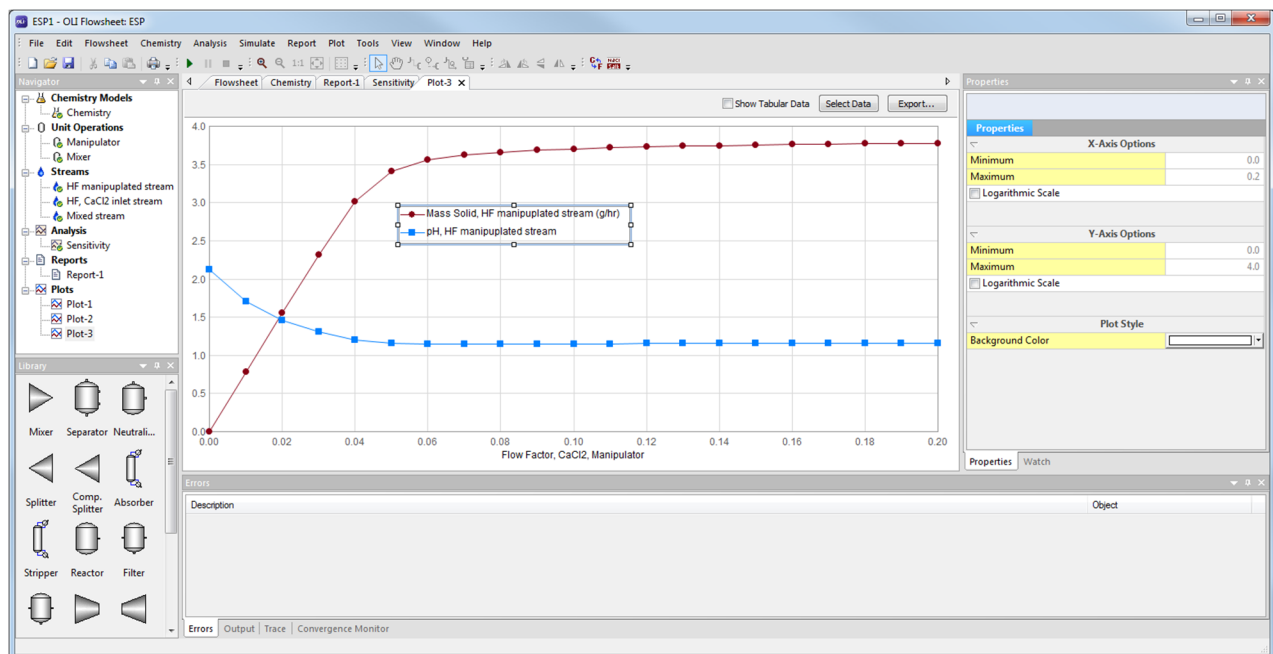 ESP1 - OLI Flowsheet: ESP
File Edit Flowsheet Chemistry Analysis Simulate Report Plot Tools View Window Help
1:1
Navigator
Chemistry Models
Chemistry
Unit Operations
Manipulator
Mixer
Streams
HF manipuplated stream
HF, CaCl2 inlet stream
Mixed stream
Analysis
Sensitivity
Reports
Report-1
Plots
Plot-1
Plot-2
Plot-3
Library
Mixer Separator Neutrali...
Splitter Comp. Splitter Absorber
Stripper Reactor Filter
Flowsheet Chemistry Report-1 Sensitivity Plot-3
Show Tabular Data Select Data Export...
4.0
3.5
3.0
2.5
2.0
1.5
1.0
0.5
0.0
Mass Solid, HF manipuplated stream (g/hr)
pH, HF manipuplated stream
0.00 0.02 0.04 0.06 0.08 0.10 0.12 0.14 0.16 0.18 0.20
Flow Factor, CaCl2, Manipulator
Properties
Properties
X-Axis Options
Minimum 0.0
Maximum 0.2
Logarithmic Scale
Y-Axis Options
Minimum 0.0
Maximum 4.0
Logarithmic Scale
Plot Style
Background Color
Properties Watch
Errors
Description Object
Errors Output Trace Convergence Monitor